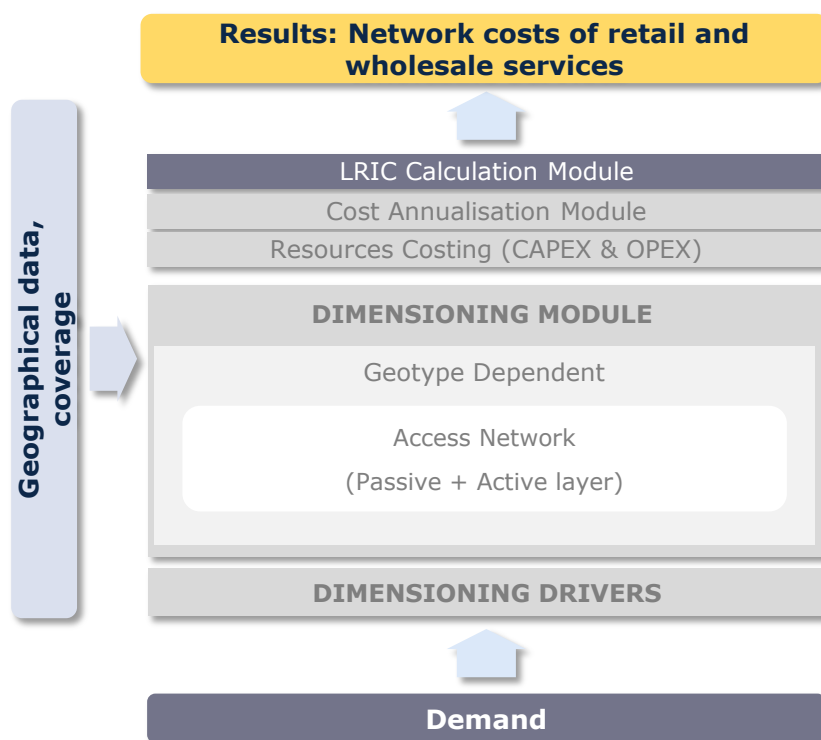 Results: Network costs of retail and
wholesale services
Geographical data,
coverage
LRIC Calculation Module
Cost Annualisation Module
Resources Costing (CAPEX & OPEX)
DIMENSIONING MODULE
Geotype Dependent
Access Network
(Passive + Active layer)
DIMENSIONING DRIVERS
Demand